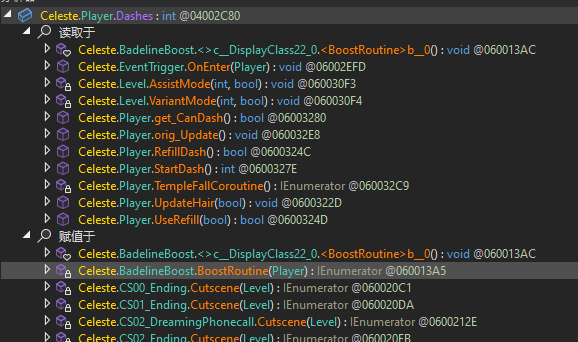 Celeste.Player.Dashes : int @04002C80
读取于
Celeste.BadelineBoost.<>c__DisplayClass22_0.<BoostRoutine>b__0() : void @060013AC
Celeste.EventTrigger.OnEnter(Player) : void @06002EFD
Celeste.Level.AssistMode(int, bool) : void @060030F3
Celeste.Level.VariantMode(int, bool) : void @060030F4
Celeste.Player.get_CanDash() : bool @06003280
Celeste.Player.orig_Update() : void @060032E8
Celeste.Player.RefillDash() : bool @0600324C
Celeste.Player.StartDash() : int @0600327E
Celeste.Player.TempleFallCoroutine() : IEnumerator @060032C9
Celeste.Player.UpdateHair(bool) : void @0600322D
Celeste.Player.UseRefill(bool) : bool @0600324D
赋值于
Celeste.BadelineBoost.<>c__DisplayClass22_0.<BoostRoutine>b__0() : void @060013AC
Celeste.BadelineBoost.BoostRoutine(Player) : IEnumerator @060013A5
Celeste.CS00_Ending.Cutscene(Level) : IEnumerator @060020C1
Celeste.CS01_Ending.Cutscene(Level) : IEnumerator @060020DA
Celeste.CS02_DreamingPhonecall.Cutscene(Level) : IEnumerator @0600212E
Celeste.CS02_Ending.Cutscene(Level) : IEnumerator @060020FB